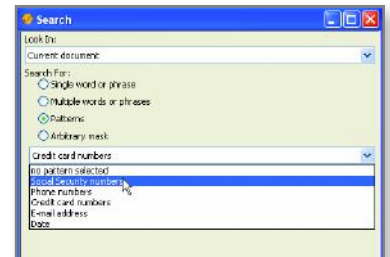 Search
Look In:
Current document
Search For:
Single word or phrase
Multiple words or phrases
Patterns
Arbitrary mask
Credit card numbers
no pattern selected
Social Security numbers
Phone numbers
Credit card numbers
E-mail address
Date